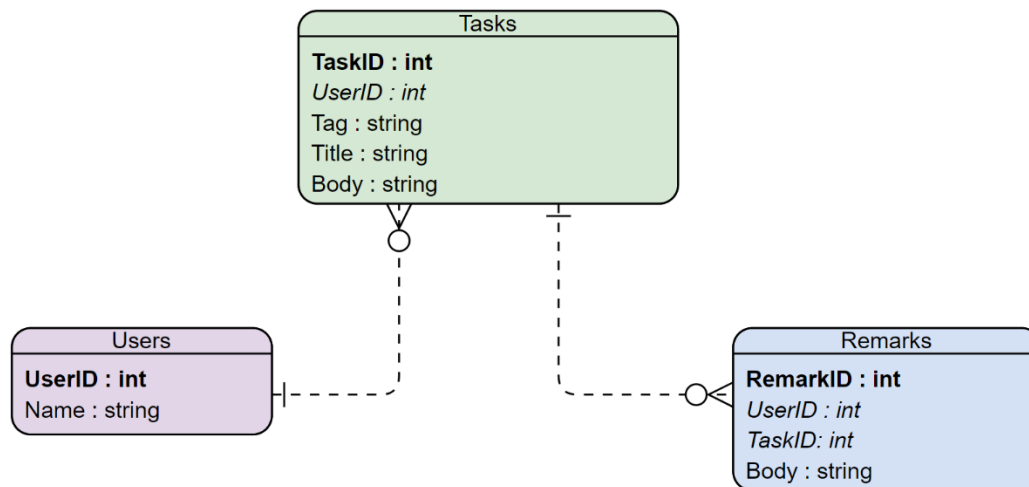 Tasks
TaskID : int
UserID : int
Tag : string
Title : string
Body : string
Users
UserID : int
Name : string
Remarks
RemarkID : int
UserID : int
TaskID: int
Body : string